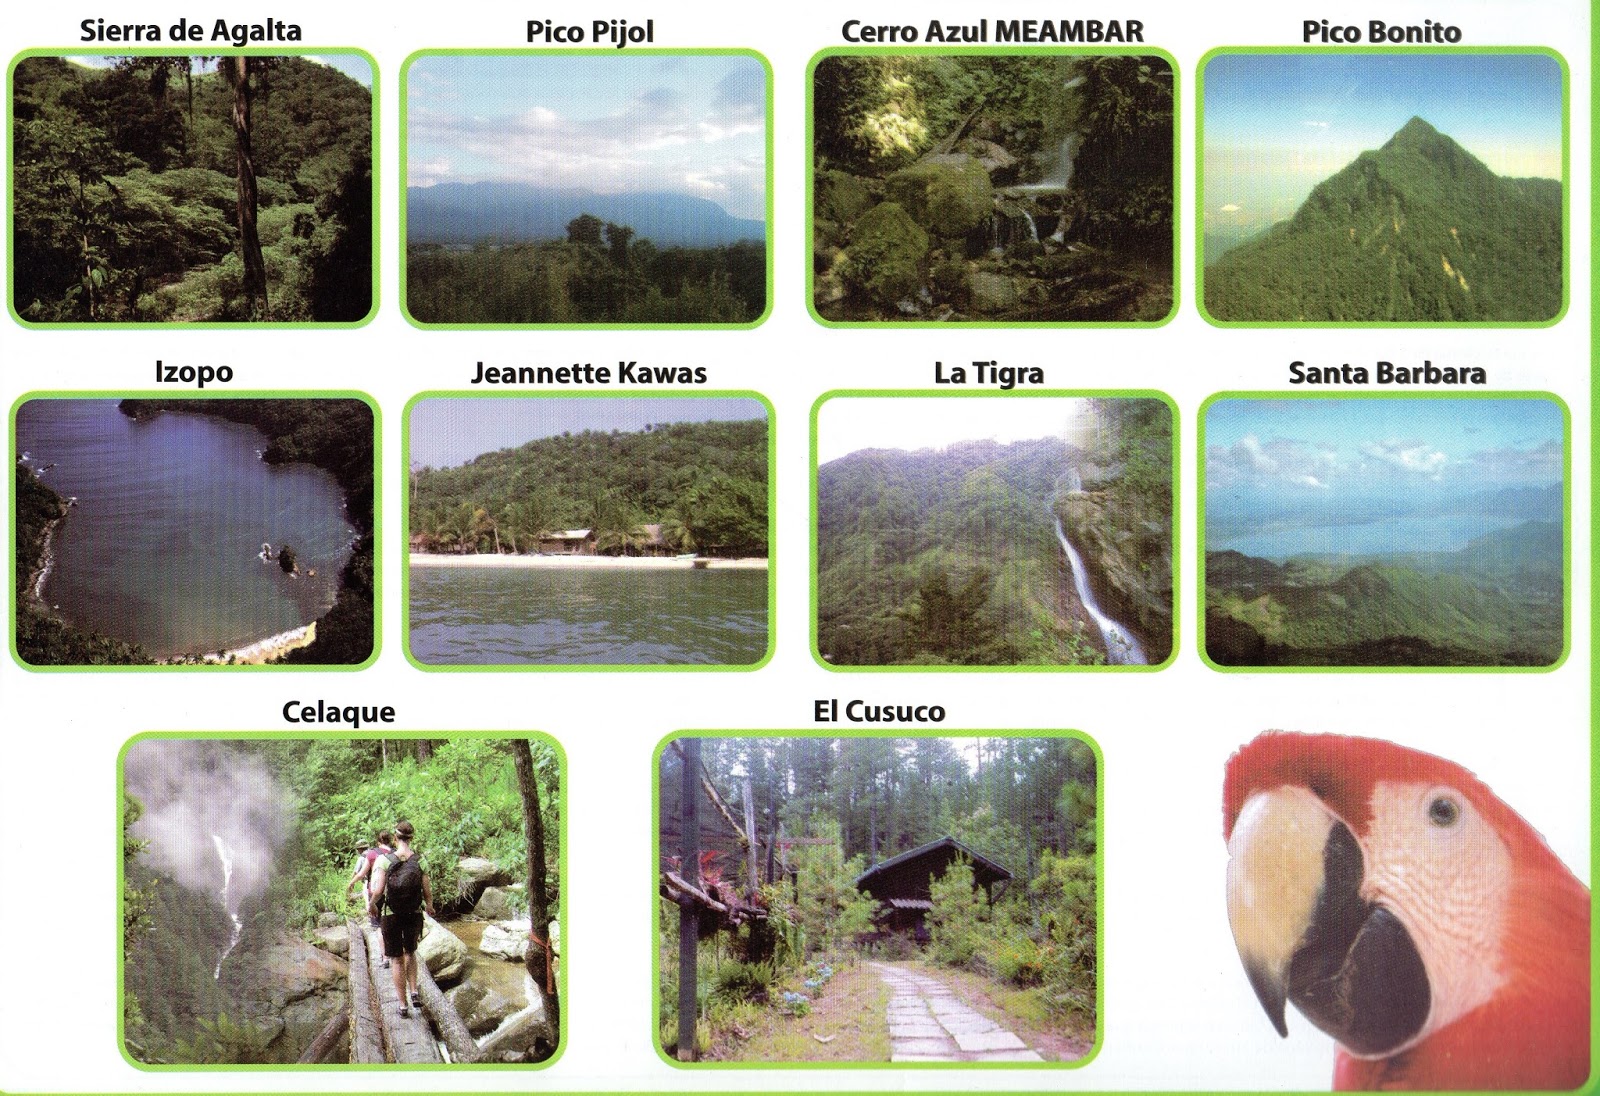 Sierra de Agalta
Pico Pijol
Cerro Azul MEAMBAR
Pico Bonito
Izopo
Jeannette Kawas
La Tigra
Santa Barbara
Celaque
El Cusuco